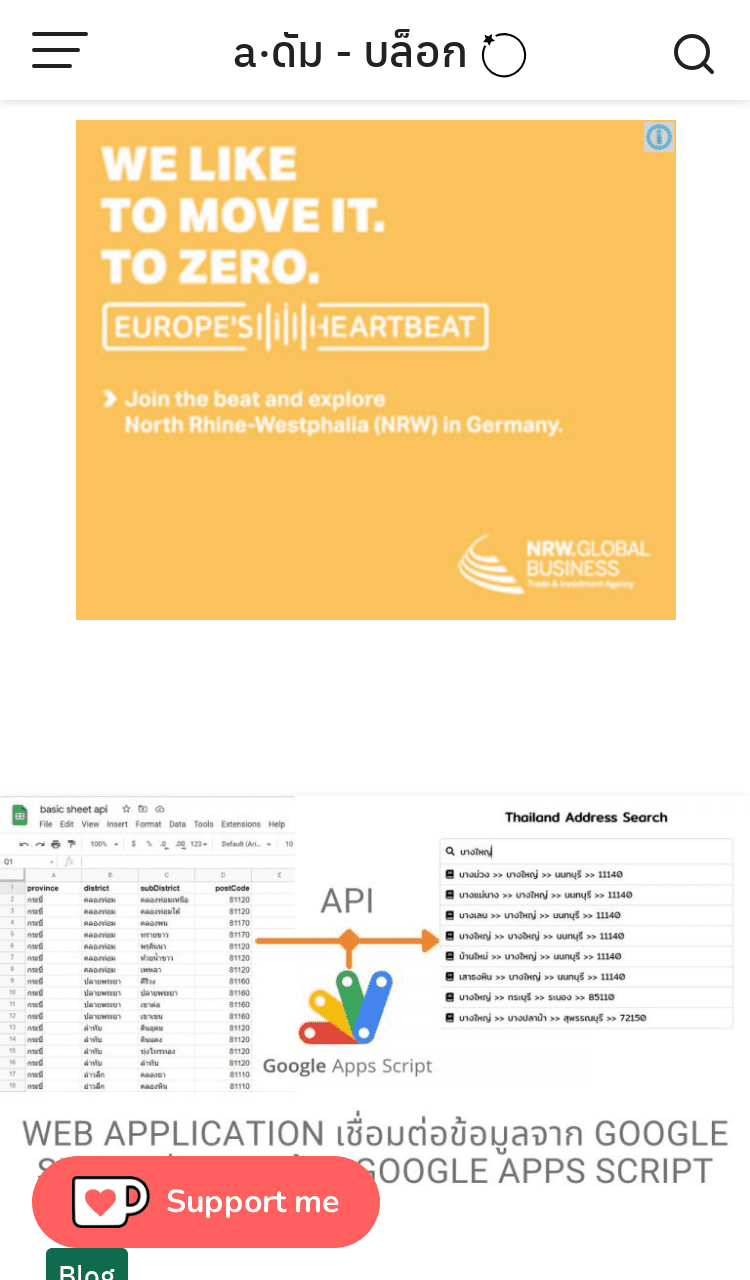 a·ดัม - บล็อก
WE LIKE
TO MOVE IT.
TO ZERO.
EUROPE'S HEARTBEAT
Join the beat and explore
North Rhine-Westphalia (NRW) in Germany.
NRW.GLOBAL
BUSINESS
Trade & Investment Agency
basic sheet api
File Edit View Insert Format Data Tools Extensions Help
100% $ % .0 .00 123 Default (Ari... 10
Q1
A B C D E
1 province district subDistrict postCode
2 กระบี่ คลองท่อม คลองท่อมเหนือ 81120
3 กระบี่ คลองท่อม คลองท่อมใต้ 81120
4 กระบี่ คลองท่อม คลองพน 81170
5 กระบี่ คลองท่อม ทรายขาว 81170
6 กระบี่ คลองท่อม พรุดินนา 81120
7 กระบี่ คลองท่อม ห้วยน้ำขาว 81120
8 กระบี่ คลองท่อม เพหลา 81120
9 กระบี่ ปลายพระยา คีรีวง 81160
10 กระบี่ ปลายพระยา ปลายพระยา 81160
11 กระบี่ ปลายพระยา เขาต่อ 81160
12 กระบี่ ปลายพระยา เขาเขน 81160
13 กระบี่ ลำทับ ดินอุดม 81120
14 กระบี่ ลำทับ ดินแดง 81120
15 กระบี่ ลำทับ ทุ่งไทรทอง 81120
16 กระบี่ ลำทับ ลำทับ 81120
17 กระบี่ อ่าวลึก คลองยา 81110
18 กระบี่ อ่าวลึก คลองหิน 81110
API
Google Apps Script
Thailand Address Search
บางใหญ่
บางม่วง >> บางใหญ่ >> นนทบุรี >> 11140
บางแม่นาง >> บางใหญ่ >> นนทบุรี >> 11140
บางเลน >> บางใหญ่ >> นนทบุรี >> 11140
บางใหญ่ >> บางใหญ่ >> นนทบุรี >> 11140
บ้านใหม่ >> บางใหญ่ >> นนทบุรี >> 11140
เสาธงหิน >> บางใหญ่ >> นนทบุรี >> 11140
บางใหญ่ >> กระบุรี >> ระนอง >> 85110
บางใหญ่ >> บางปลาม้า >> สุพรรณบุรี >> 72150
WEB APPLICATION เชื่อมต่อข้อมูลจาก GOOGLE
GOOGLE APPS SCRIPT
Support me
Blog